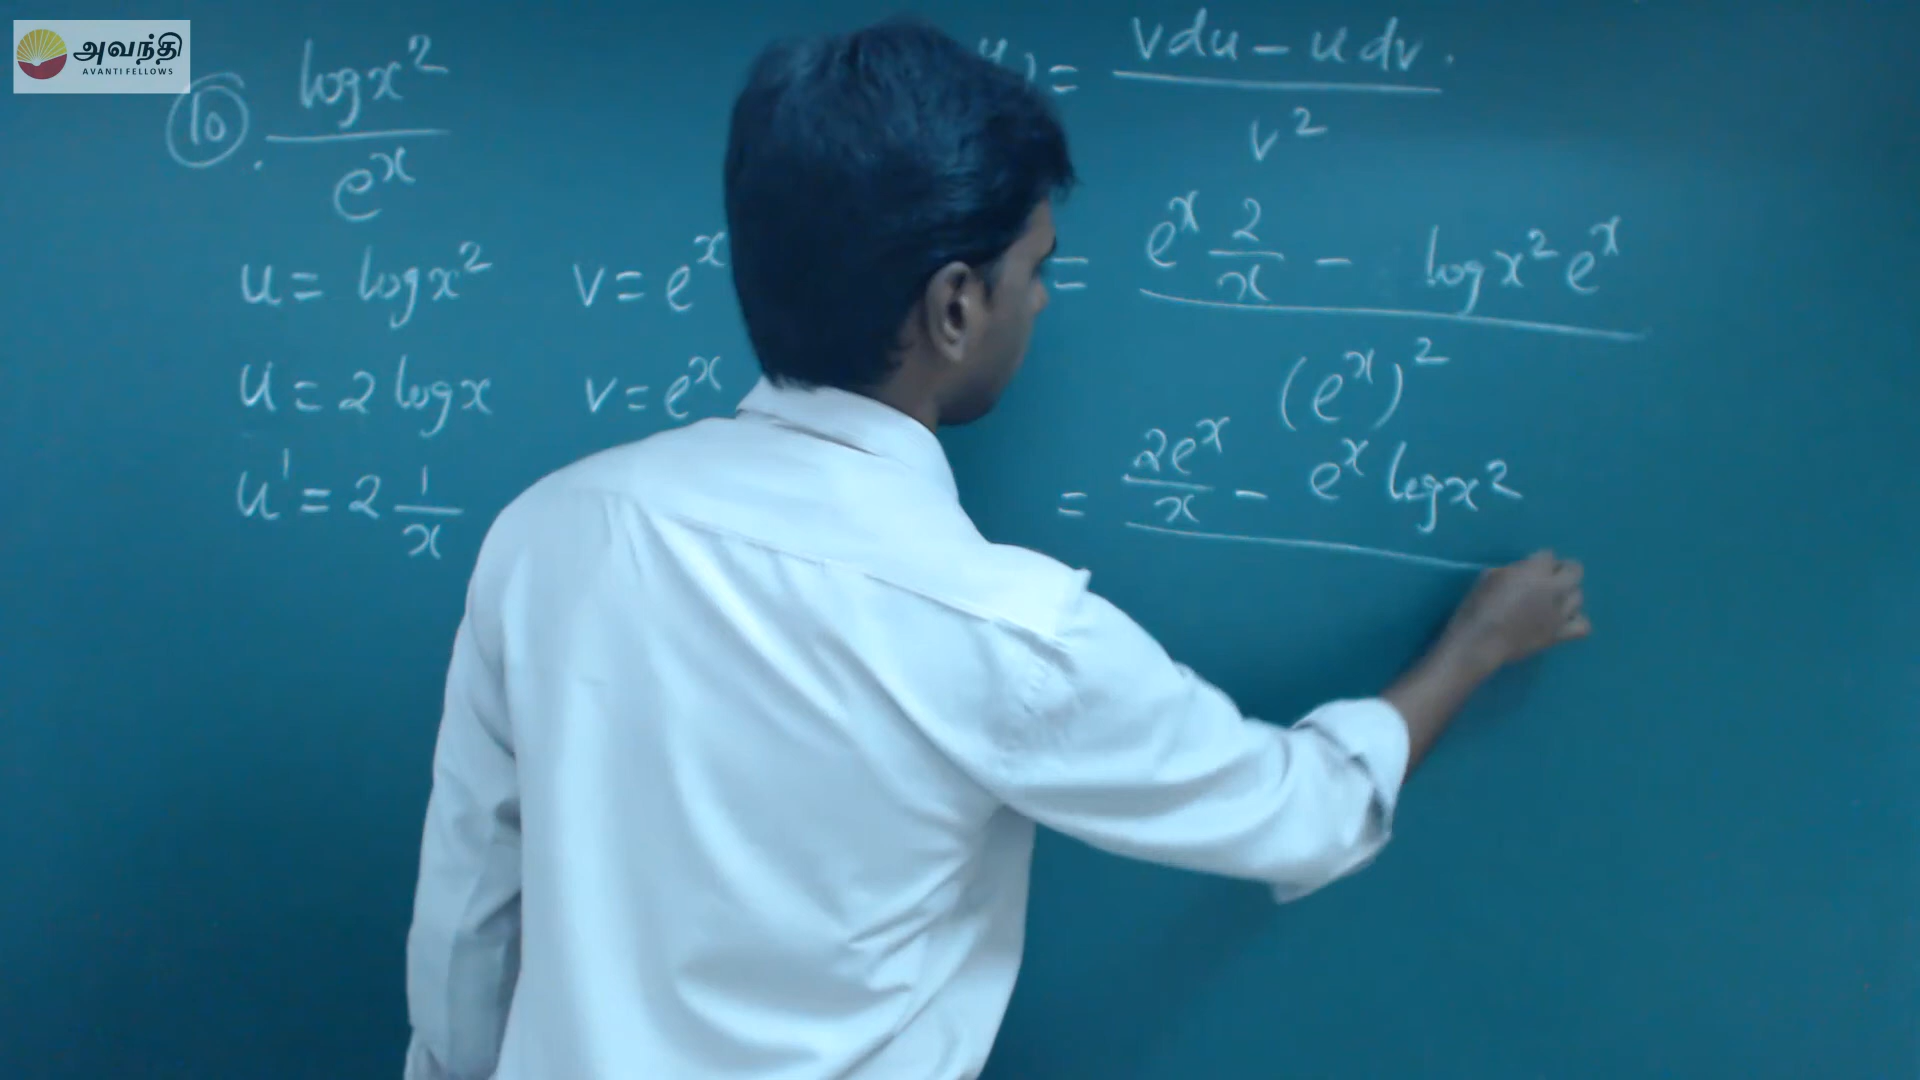 அவந்தி
AVANTI FELLOWS
10. log x² / e^x
u = log x² v = e^x
u = 2 log x v = e^x
u' = 2 1/x
= vdu - udv. / v²
= e^x 2/x - log x² e^x / (e^x)²
= 2e^x/x - e^x log x²